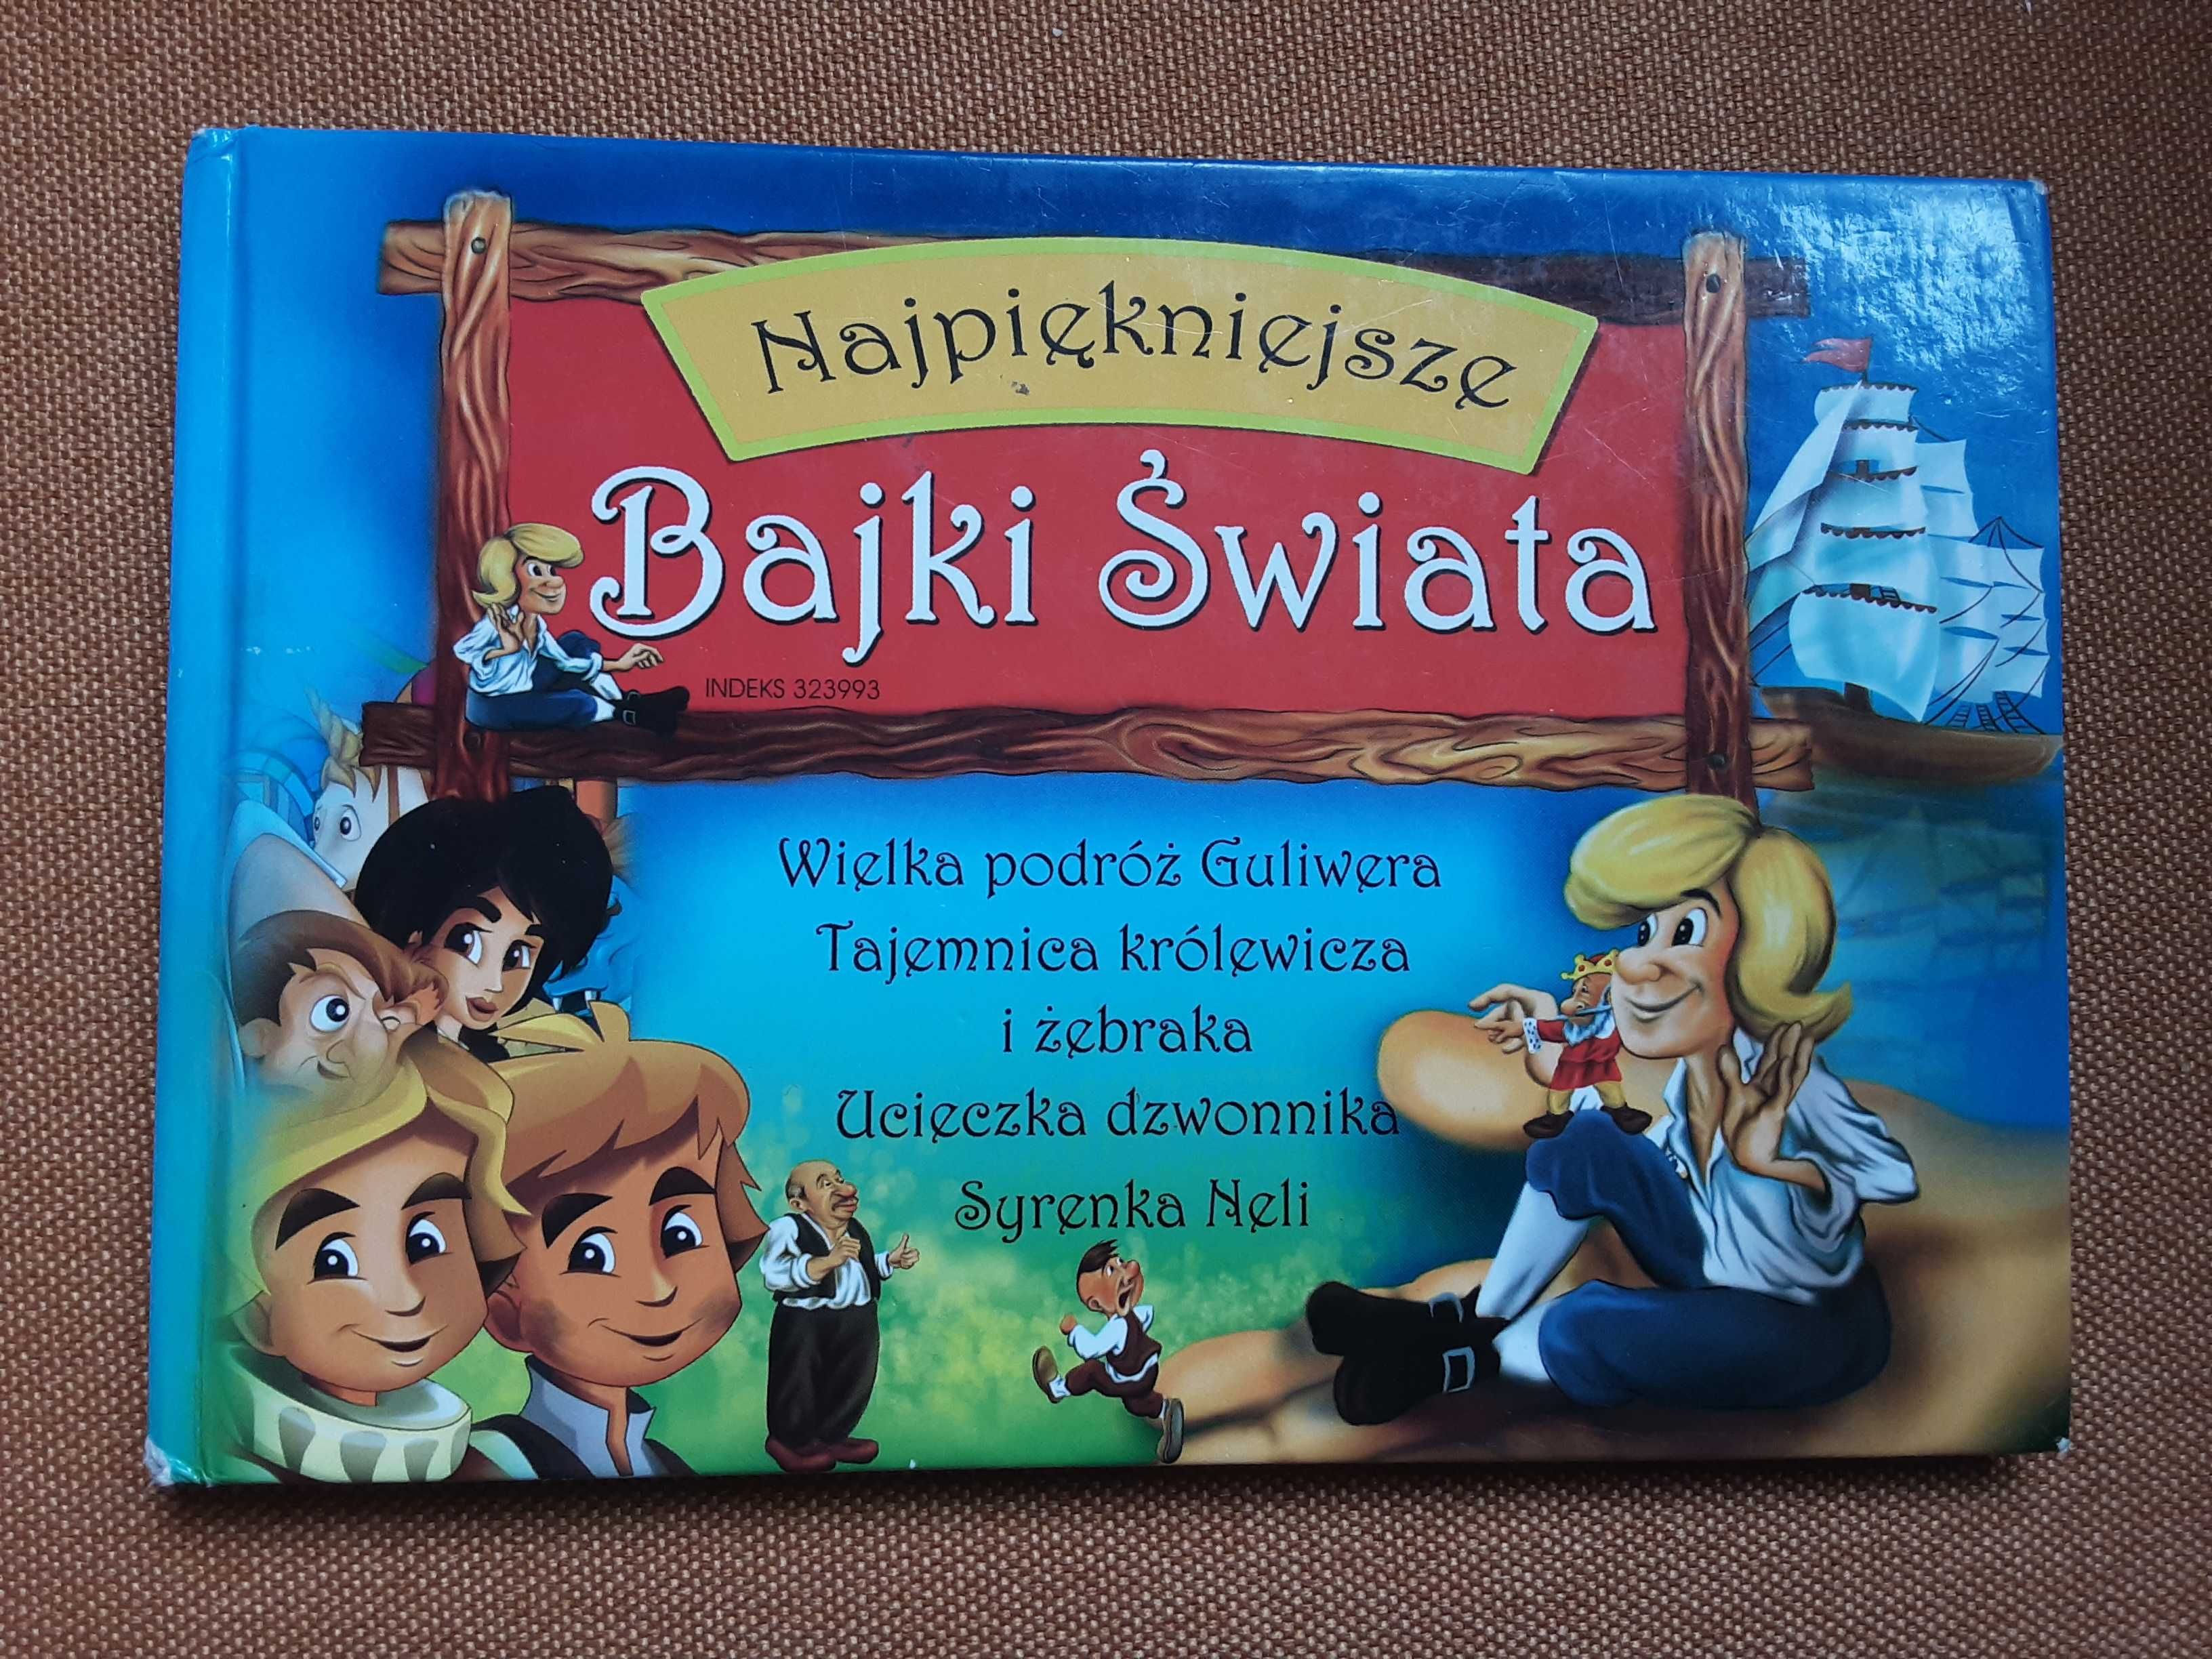 Najpiękniejsze
Bajki Świata
INDEKS 323993
Wielka podróż Guliwera
Tajemnica królewicza
i żebraka
Ucieczka dzwonnika
Syrenka Neli